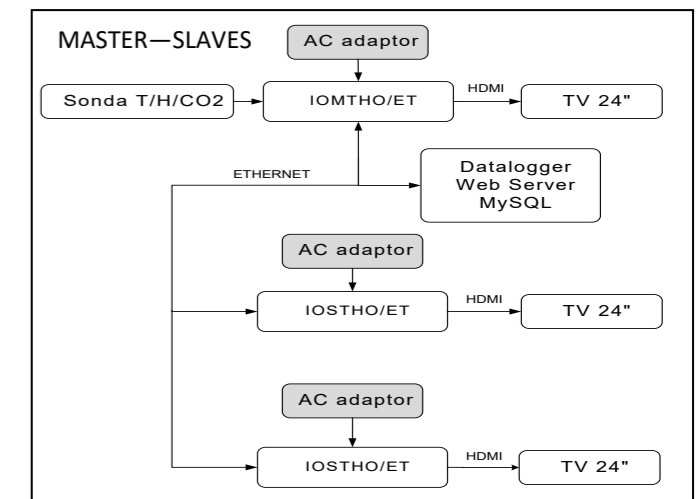 MASTER—SLAVES
AC adaptor
Sonda T/H/CO2
IOMTHO/ET
HDMI
TV 24"
ETHERNET
Datalogger
Web Server
MySQL
AC adaptor
IOSTHO/ET
HDMI
TV 24"
AC adaptor
IOSTHO/ET
HDMI
TV 24"